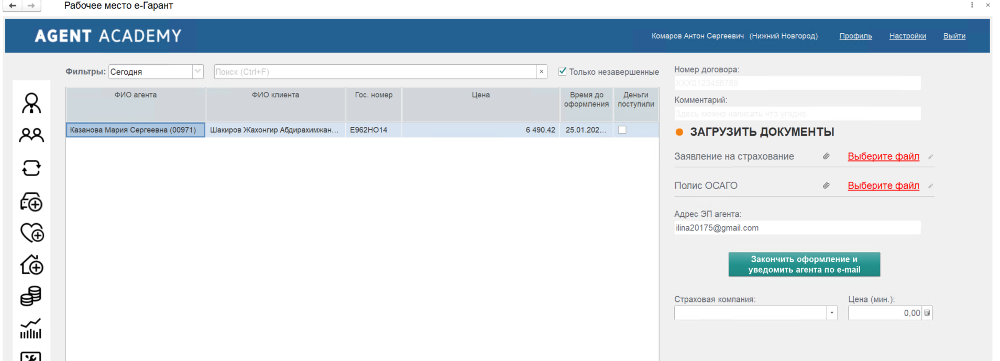 Рабочее место е-Гарант
AGENT ACADEMY
Комаров Антон Сергеевич (Нижний Новгород) Профиль Настройки Выйти
Фильтры: Сегодня Поиск (Ctrl+F) Только незавершенные
ФИО агента ФИО клиента Гос. номер Цена Время до оформления Деньги поступили
Казанова Мария Сергеевна (00971) Шакиров Жахонгир Абдирахимжан... Е962НО14 6 490,42 25.01.202...
Номер договора:
XXX0123456789
Комментарий:
Здесь можно написать что угодно
ЗАГРУЗИТЬ ДОКУМЕНТЫ
Заявление на страхование Выберите файл
Полис ОСАГО Выберите файл
Адрес ЭП агента:
ilina20175@gmail.com
Закончить оформление и
уведомить агента по e-mail
Страховая компания: Цена (мин.):
0,00